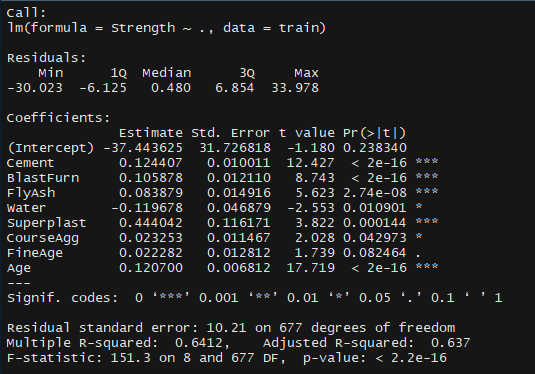 Call:
lm(formula = Strength ~ ., data = train)
Residuals:
    Min      1Q  Median      3Q     Max
-30.023  -6.125   0.480   6.854  33.978
Coefficients:
              Estimate Std. Error t value Pr(>|t|)
(Intercept) -37.443625  31.726818  -1.180 0.238340
Cement        0.124407   0.010011  12.427  < 2e-16 ***
BlastFurn     0.105878   0.012110   8.743  < 2e-16 ***
FlyAsh        0.083879   0.014916   5.623 2.74e-08 ***
Water        -0.119678   0.046879  -2.553 0.010901 *
Superplast    0.444042   0.116171   3.822 0.000144 ***
CourseAgg     0.023253   0.011467   2.028 0.042973 *
FineAge       0.022282   0.012812   1.739 0.082464 .
Age           0.120700   0.006812  17.719  < 2e-16 ***
---
Signif. codes:  0 ‘***’ 0.001 ‘**’ 0.01 ‘*’ 0.05 ‘.’ 0.1 ‘ ’ 1
Residual standard error: 10.21 on 677 degrees of freedom
Multiple R-squared:  0.6412,    Adjusted R-squared:  0.637
F-statistic: 151.3 on 8 and 677 DF,  p-value: < 2.2e-16